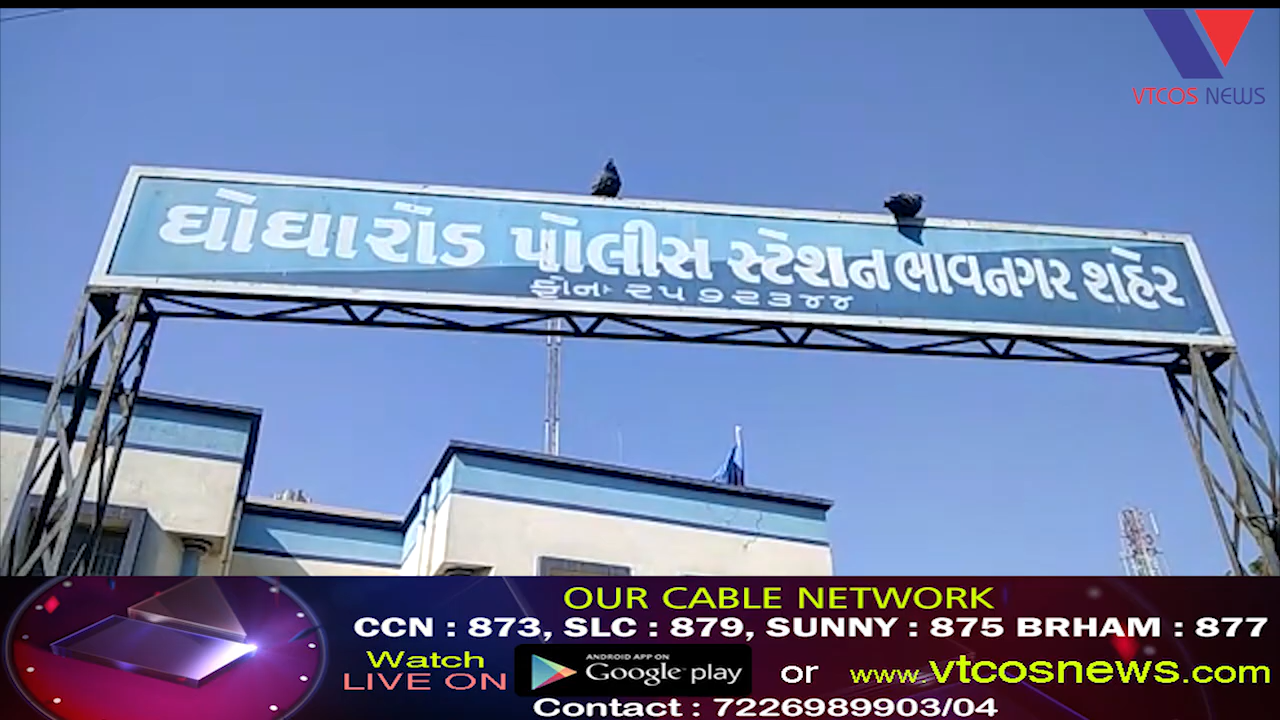 VTCOS NEWS
ઘોઘારોડ પોલીસ સ્ટેશન ભાવનગર શહેર
ફોનઃ ૨૫૭૨૩૪૪
OUR CABLE NETWORK
CCN : 873, SLC : 879, SUNNY : 875 BRHAM : 877
Watch LIVE ON ANDROID APP ON Google play or www.vtcosnews.com
Contact : 7226989903/04